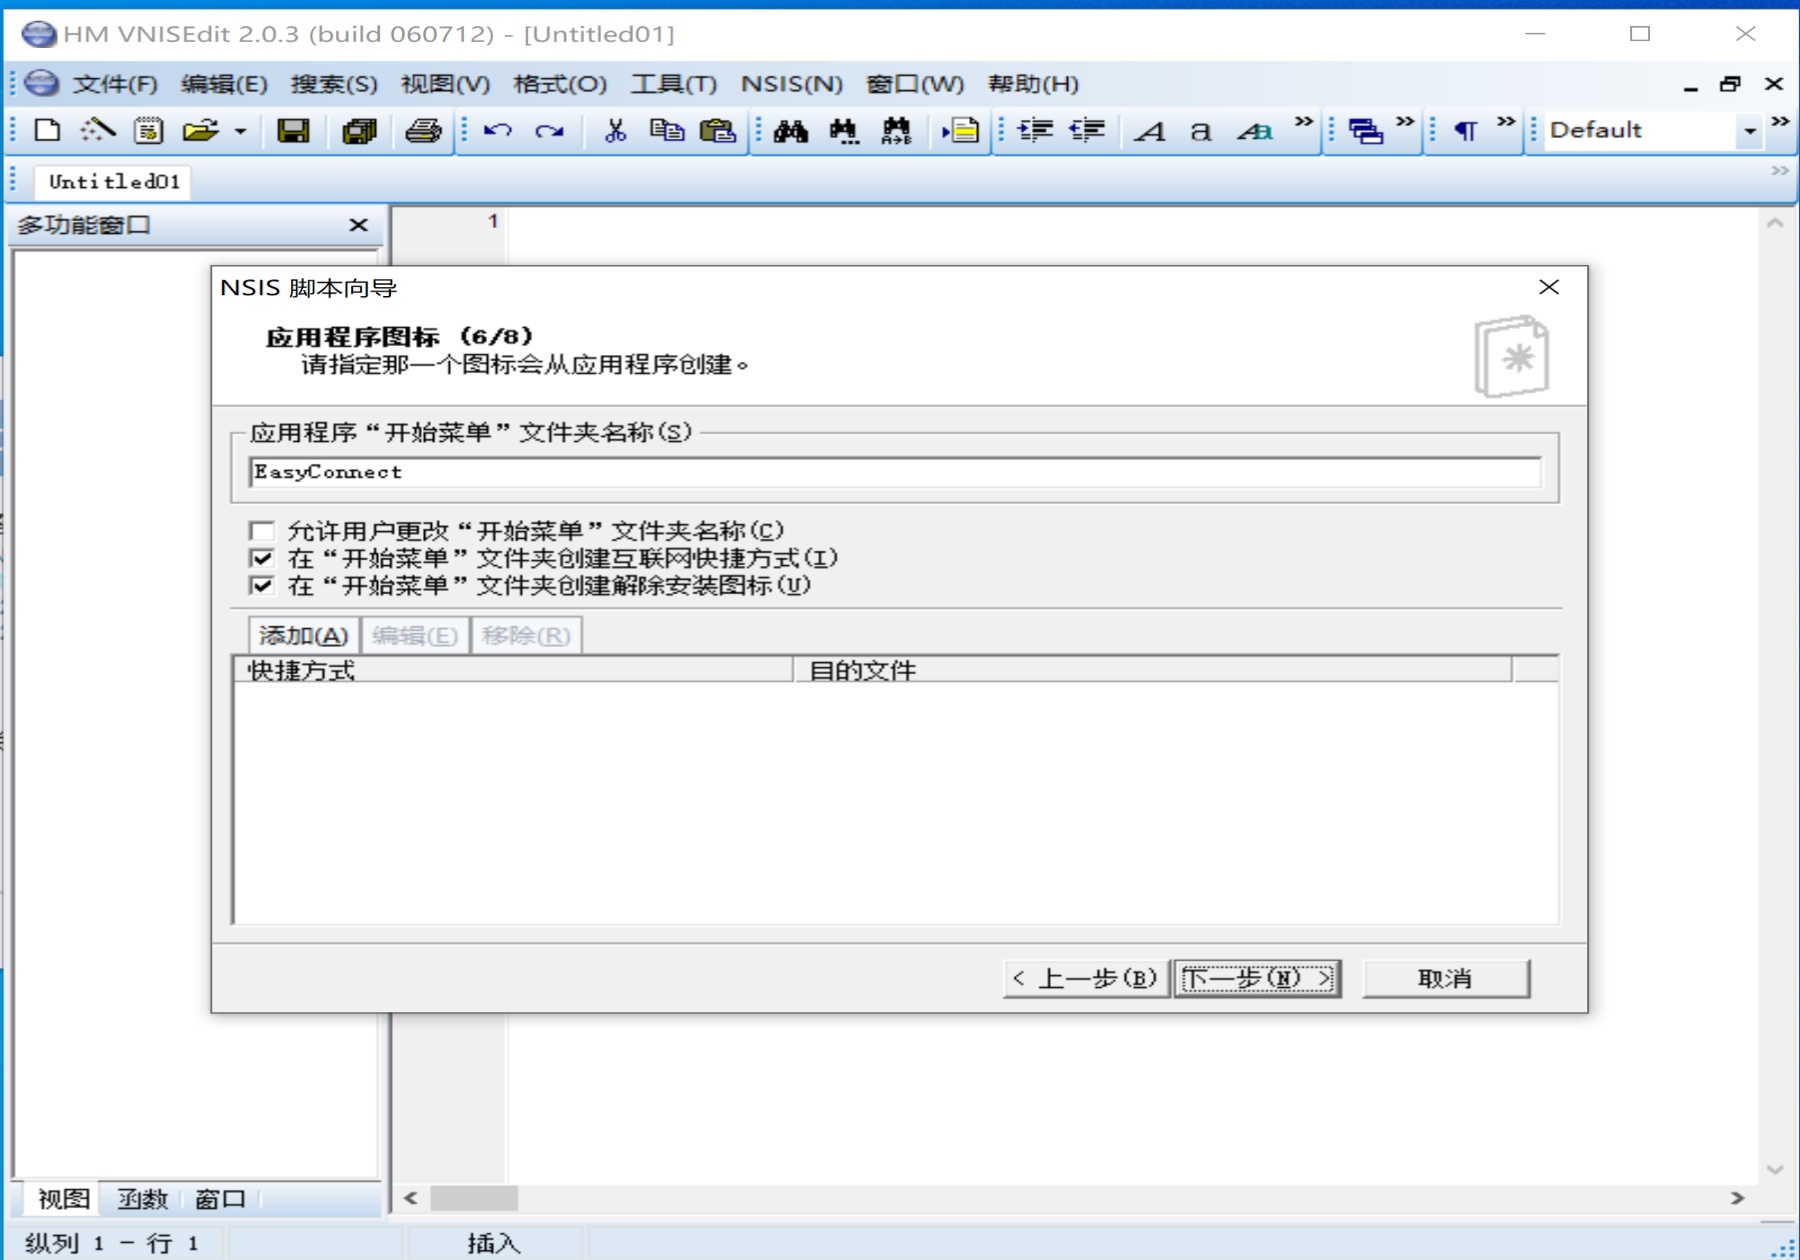 HM VNISEdit 2.0.3 (build 060712) - [Untitled01]
文件(F) 编辑(E) 搜索(S) 视图(V) 格式(O) 工具(T) NSIS(N) 窗口(W) 帮助(H)
Default
Untitled01
多功能窗口
1
NSIS 脚本向导
应用程序图标 (6/8)
请指定那一个图标会从应用程序创建。
应用程序“开始菜单”文件夹名称(S)
EasyConnect
允许用户更改“开始菜单”文件夹名称(C)
在“开始菜单”文件夹创建互联网快捷方式(I)
在“开始菜单”文件夹创建解除安装图标(U)
添加(A) 编辑(E) 移除(R)
快捷方式 目的文件
< 上一步(B) 下一步(N) > 取消
视图 函数 窗口
纵列 1 - 行 1 插入